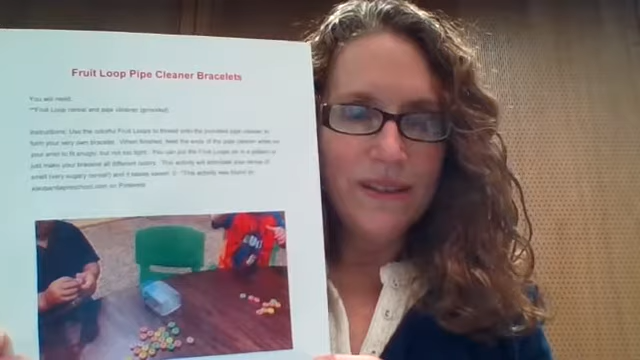 Fruit Loop Pipe Cleaner Bracelets
You will need:
**Fruit Loop cereal and pipe cleaner (provided)
Instructions: Use the colorful Fruit Loops to thread onto the provided pipe cleaner to
form your very own bracelet. When finished, twist the ends of the pipe cleaner when on
your wrist to fit snugly, but not too tight. You can put the Fruit Loops on in a pattern or
just make your bracelet all different colors. This activity will stimulate your sense of
smell (very sugary cereal!) and it tastes sweet. This activity was found on
on Pinterest